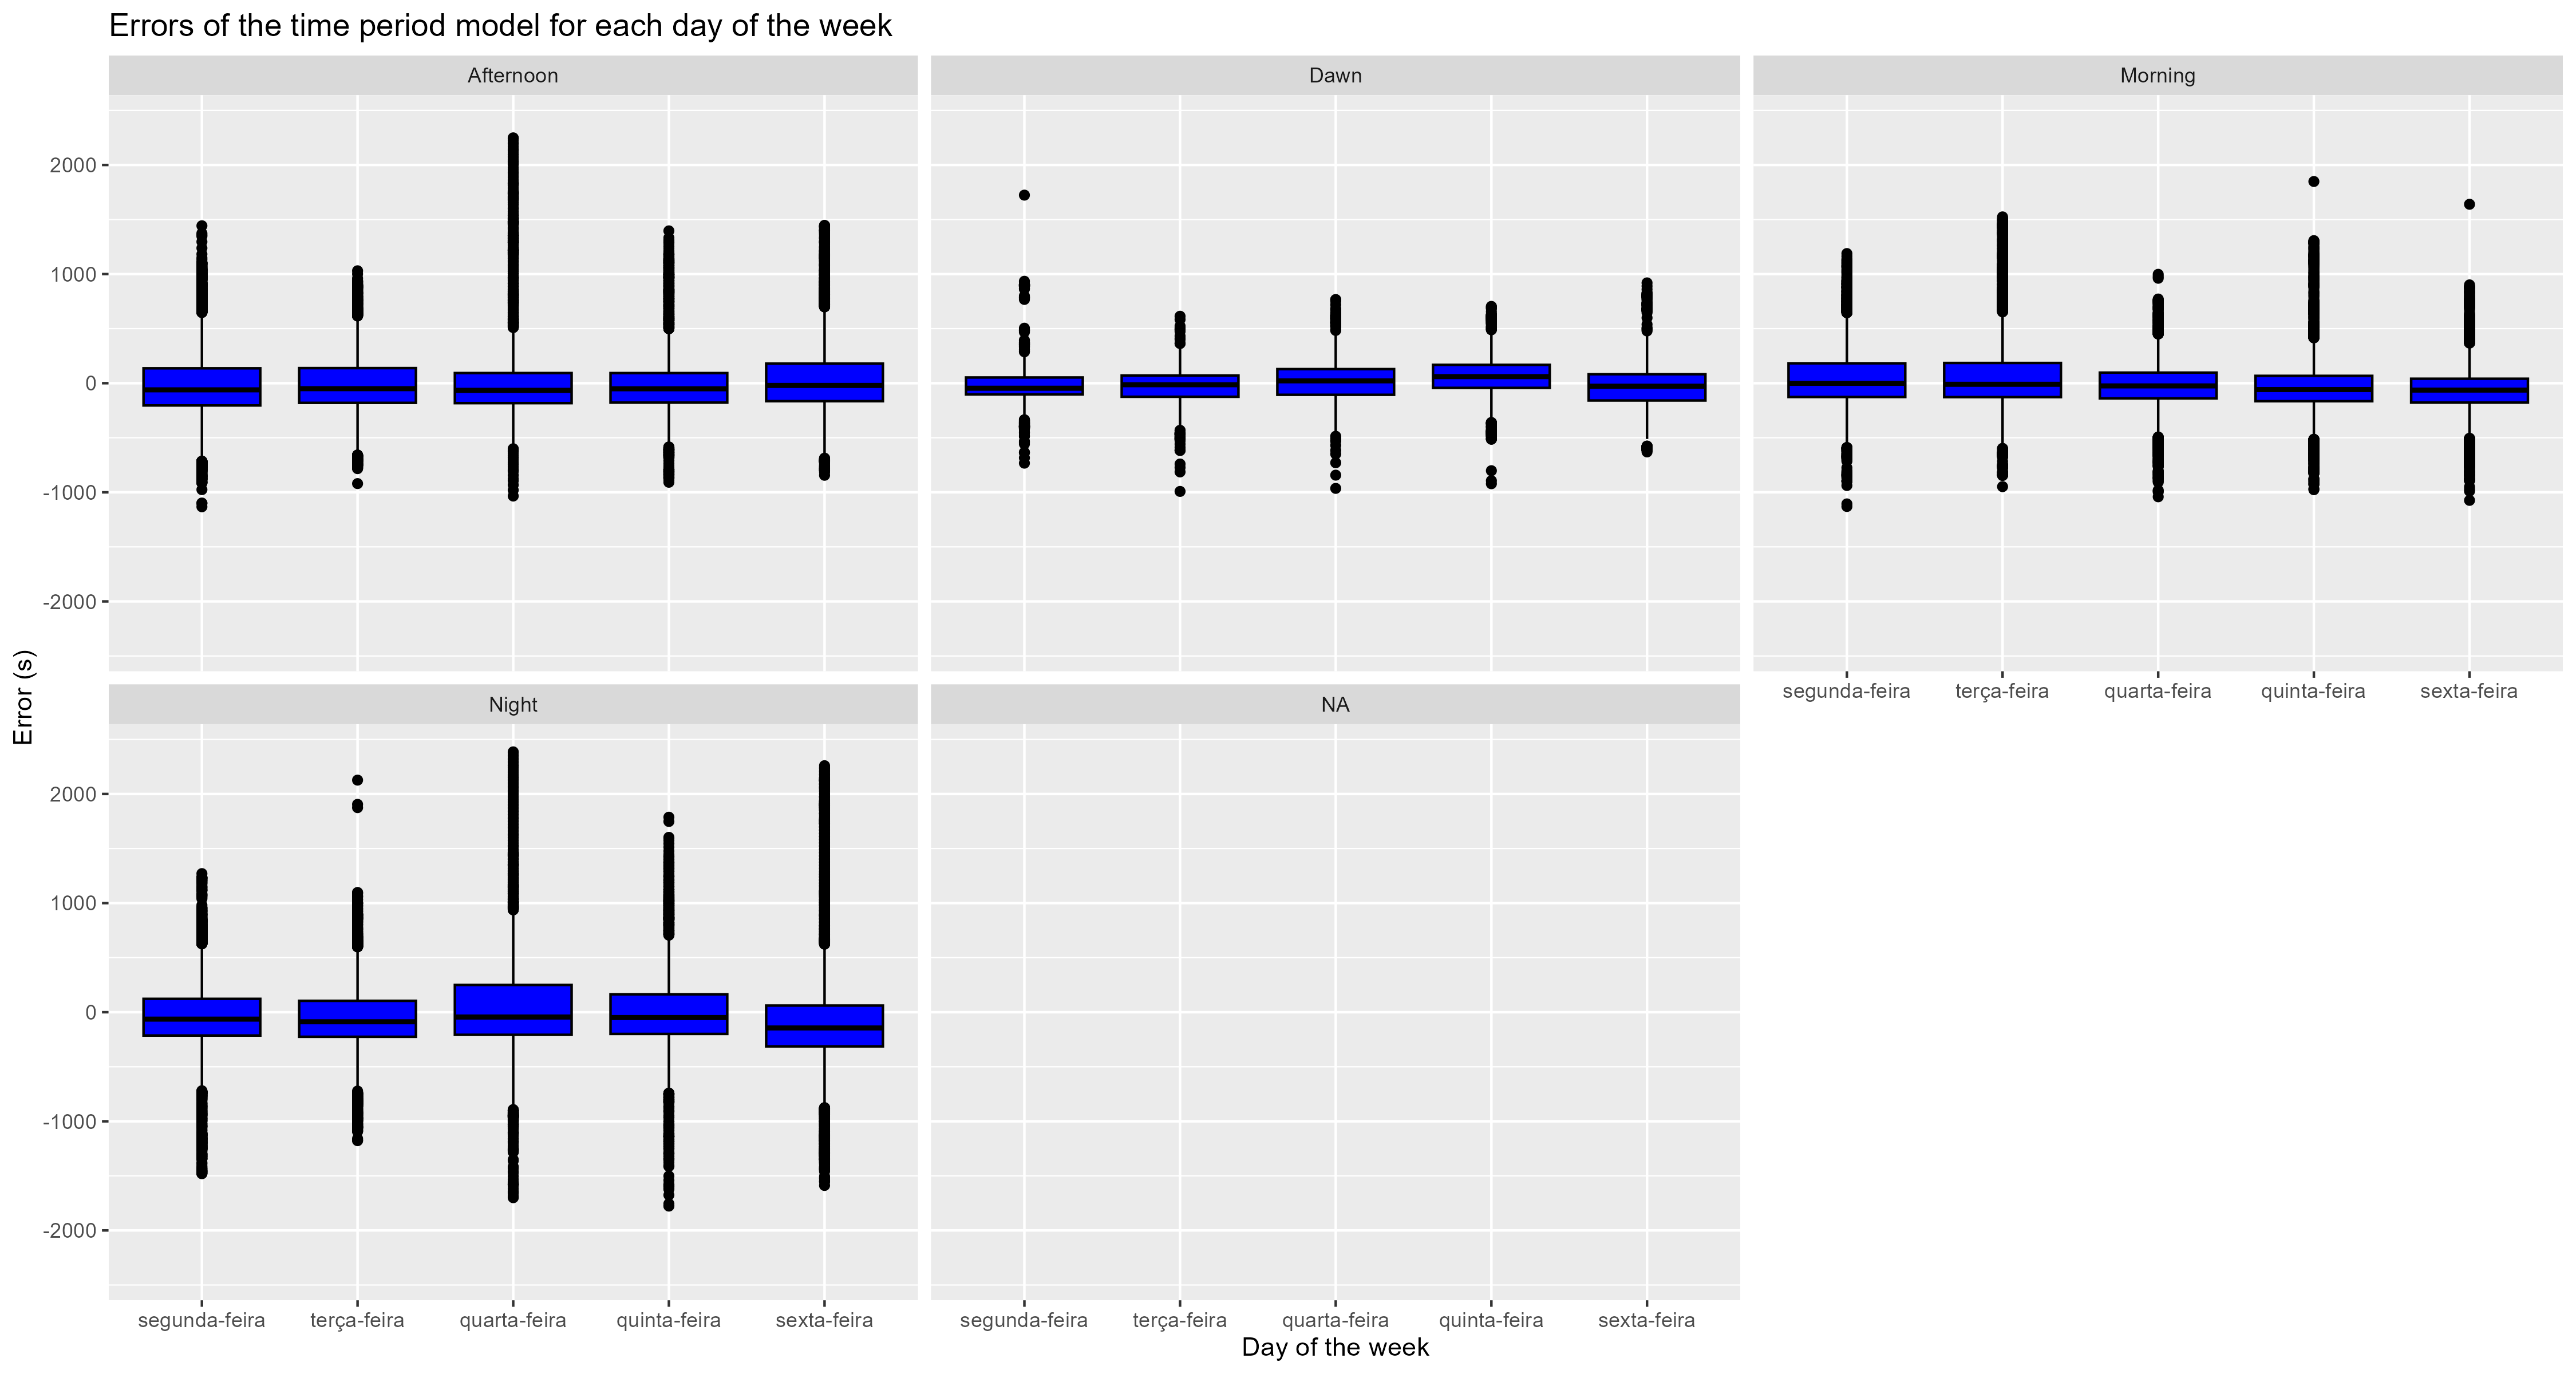 Errors of the time period model for each day of the week
Afternoon
Dawn
Morning
2000
1000
0
-1000
-2000
segunda-feira terça-feira quarta-feira quinta-feira sexta-feira
Error (s)
Night
NA
2000
1000
0
-1000
-2000
segunda-feira terça-feira quarta-feira quinta-feira sexta-feira
segunda-feira terça-feira quarta-feira quinta-feira sexta-feira
Day of the week